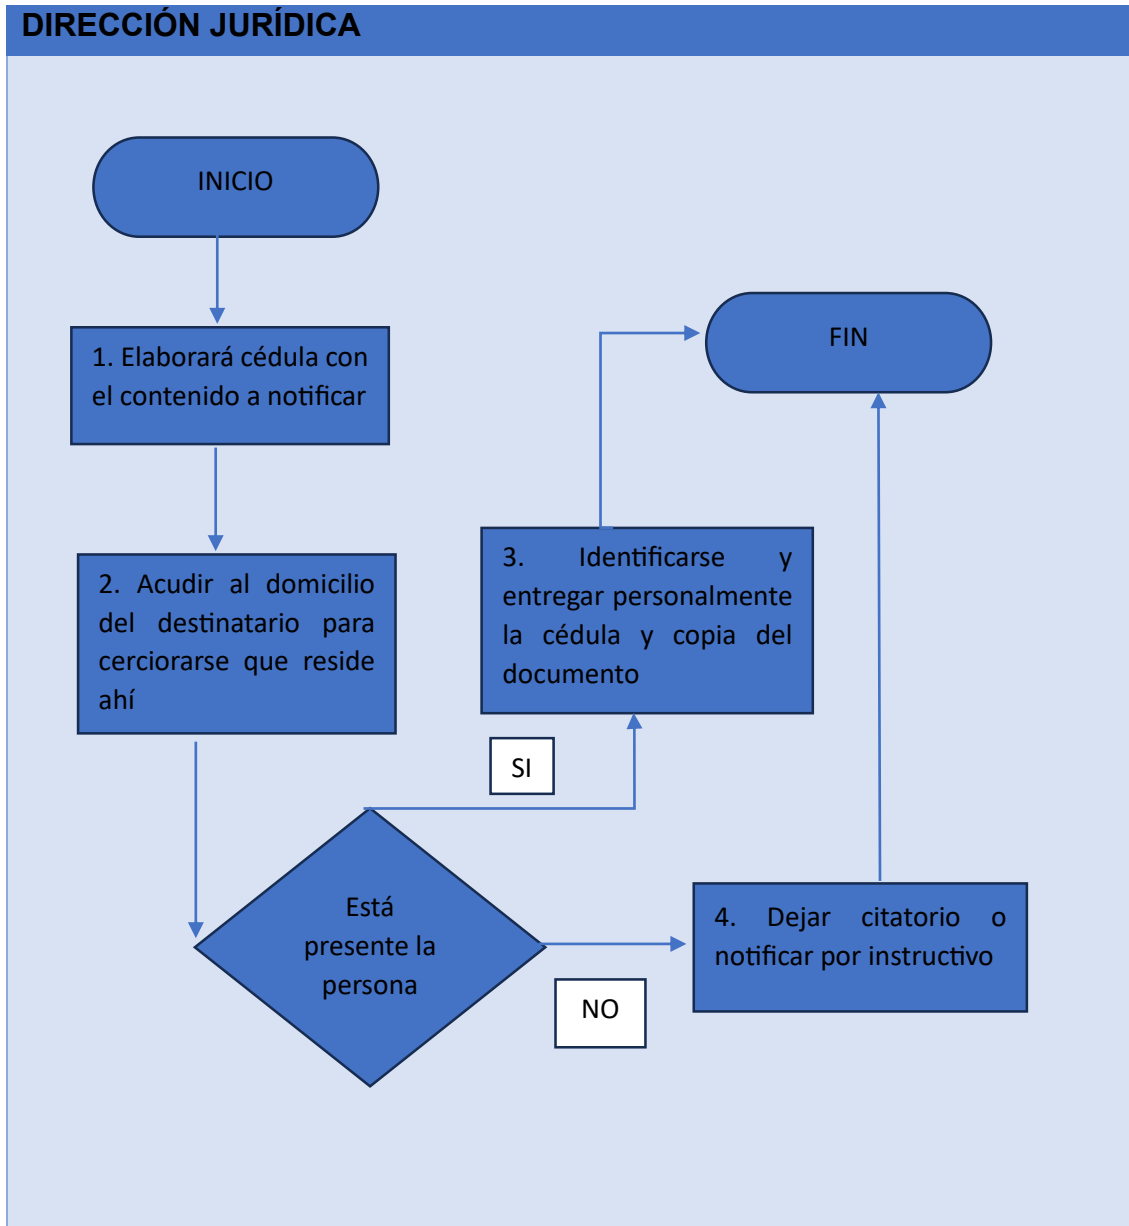 DIRECCIÓN JURÍDICA
INICIO
1. Elaborará cédula con
el contenido a notificar
2. Acudir al domicilio
del destinatario para
cerciorarse que reside
ahí
Está
presente la
persona
SI
3. Identificarse y
entregar personalmente
la cédula y copia del
documento
NO
4. Dejar citatorio o
notificar por instructivo
FIN